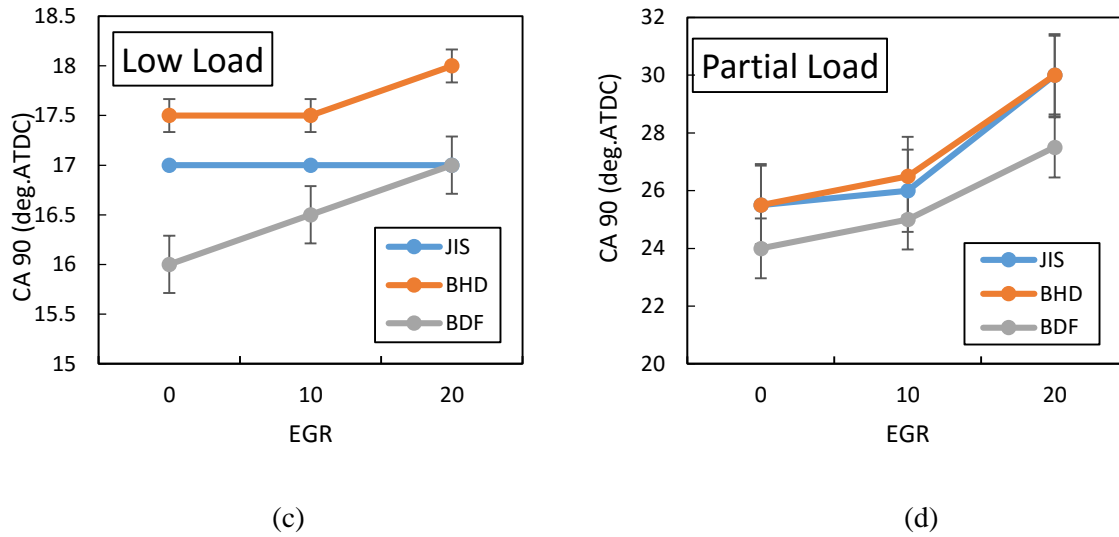 18.5
18
17.5
17
16.5
16
15.5
15
CA 90 (deg.ATDC)
Low Load
JIS
BHD
BDF
0 10 20
EGR
(c)
32
30
28
26
24
22
20
CA 90 (deg.ATDC)
Partial Load
JIS
BHD
BDF
0 10 20
EGR
(d)